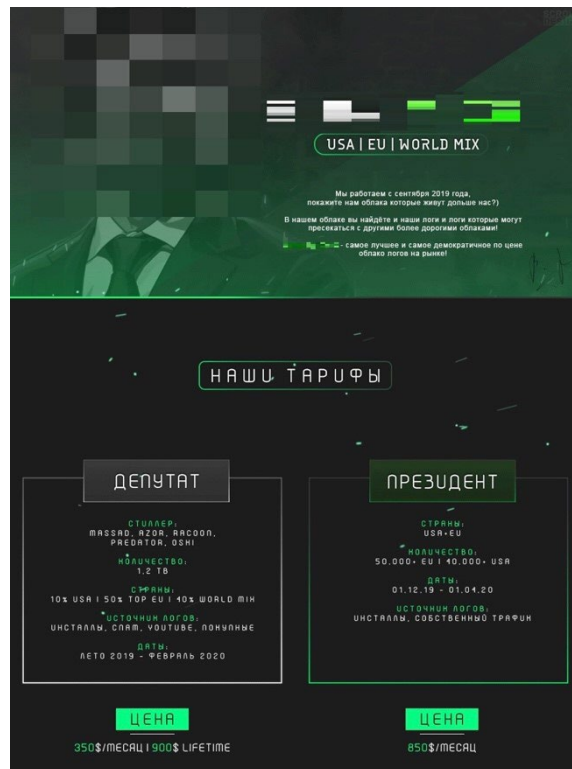 USA | EU | WORLD MIX
Мы работаем с сентября 2019 года,
покажите нам облака которые живут дольше нас?)
В нашем облаке вы найдёте и наши логи и логи которые могут
пресекаться с другими более дорогими облаками!
- самое лучшее и самое демократичное по цене
облако логов на рынке!
НАШИ ТАРИФЫ
ДЕПУТАТ
СТИЛЛЕР:
MASSAD, AZOR, RACOON,
PREDATOR, OSHI
КОЛИЧЕСТВО:
1,2 TB
СТРАНЫ:
10% USA | 50% TOP EU | 40% WORLD MIX
ИСТОЧНИК ЛОГОВ:
ИНСТАЛЛЫ, СПАМ, YOUTUBE, ПОКУПНЫЕ
ДАТЫ:
ЛЕТО 2019 - ФЕВРАЛЬ 2020
ЦЕНА
350$/МЕСЯЦ | 900$ LIFETIME
ПРЕЗИДЕНТ
СТРАНЫ:
USA+EU
КОЛИЧЕСТВО:
50.000+ EU | 40.000+ USA
ДАТЫ:
01.12.19 - 01.04.20
ИСТОЧНИК ЛОГОВ:
ИНСТАЛЛЫ, СОБСТВЕННЫЙ ТРАФИК
ЦЕНА
850$/МЕСЯЦ